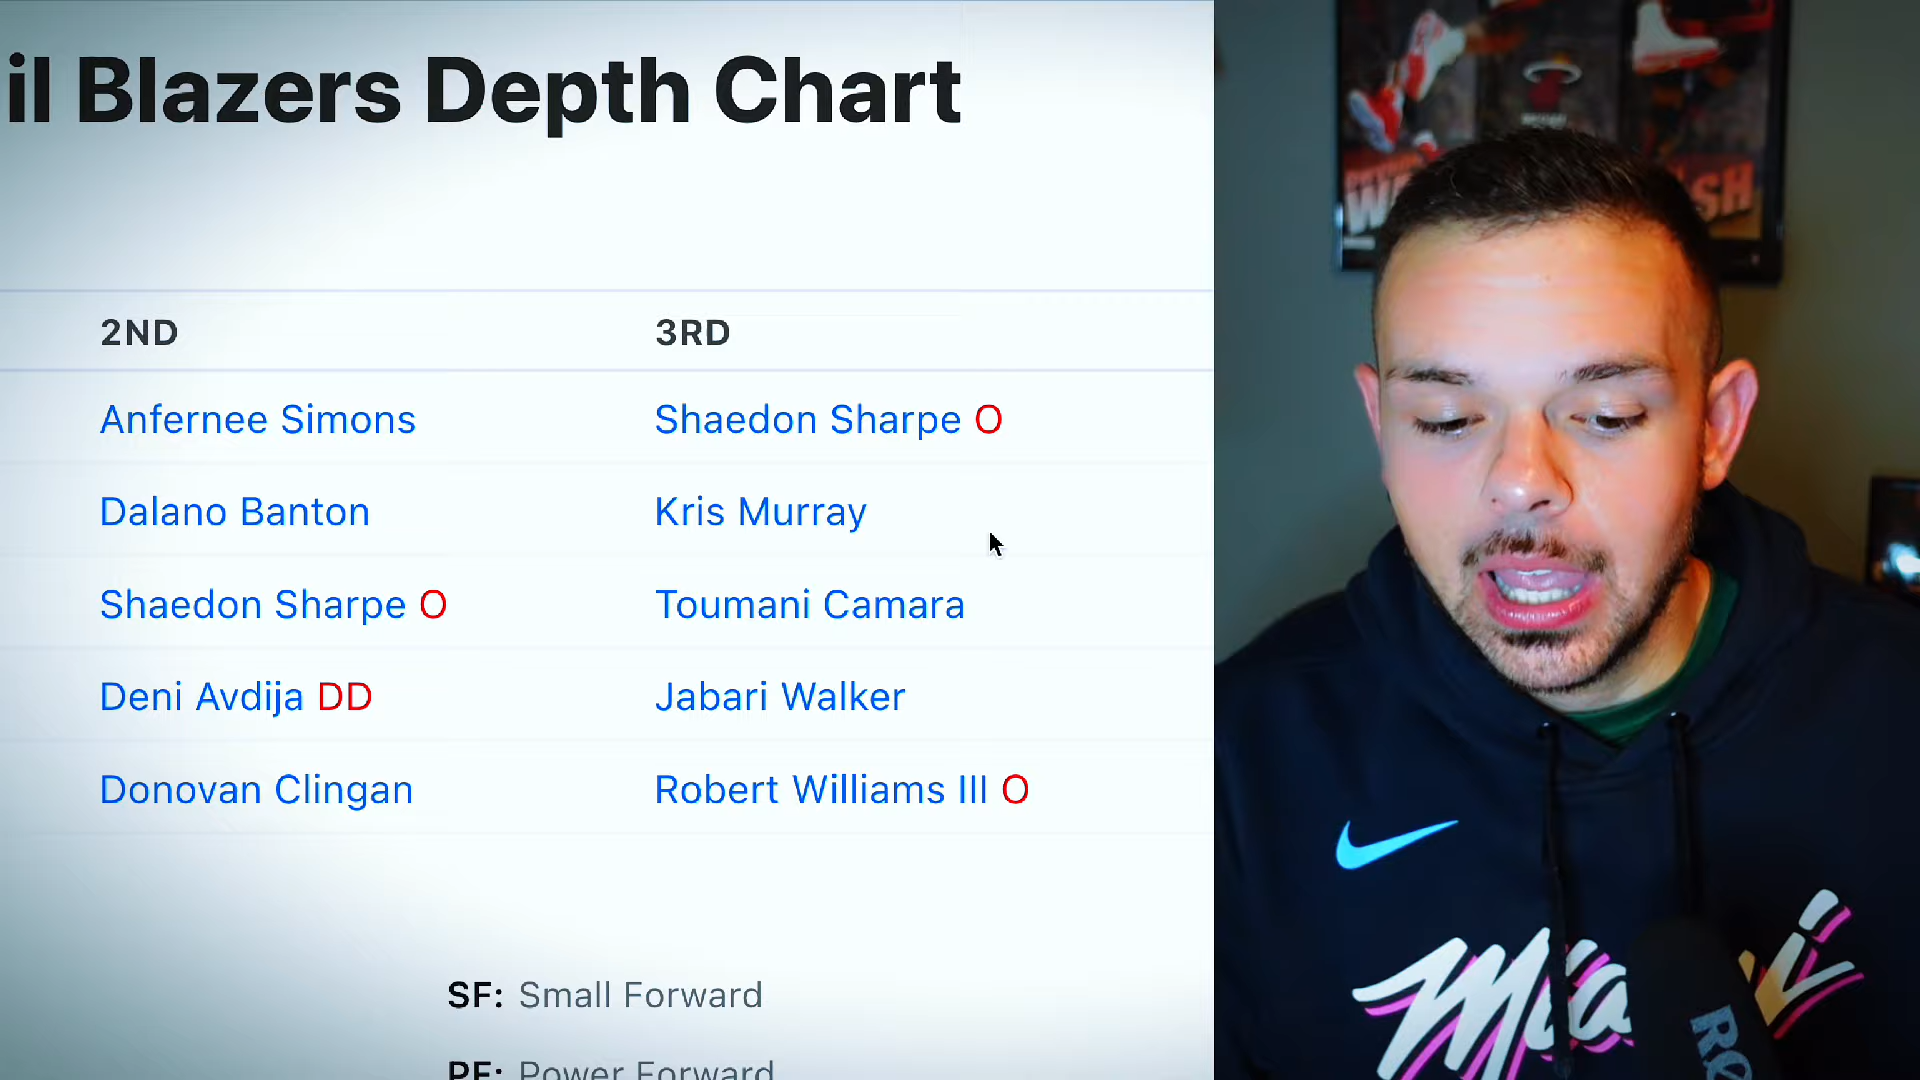 il Blazers Depth Chart
2ND 3RD
Anfernee Simons Shaedon Sharpe O
Dalano Banton Kris Murray
Shaedon Sharpe O Toumani Camara
Deni Avdija DD Jabari Walker
Donovan Clingan Robert Williams III O
SF: Small Forward
PF: Power Forward